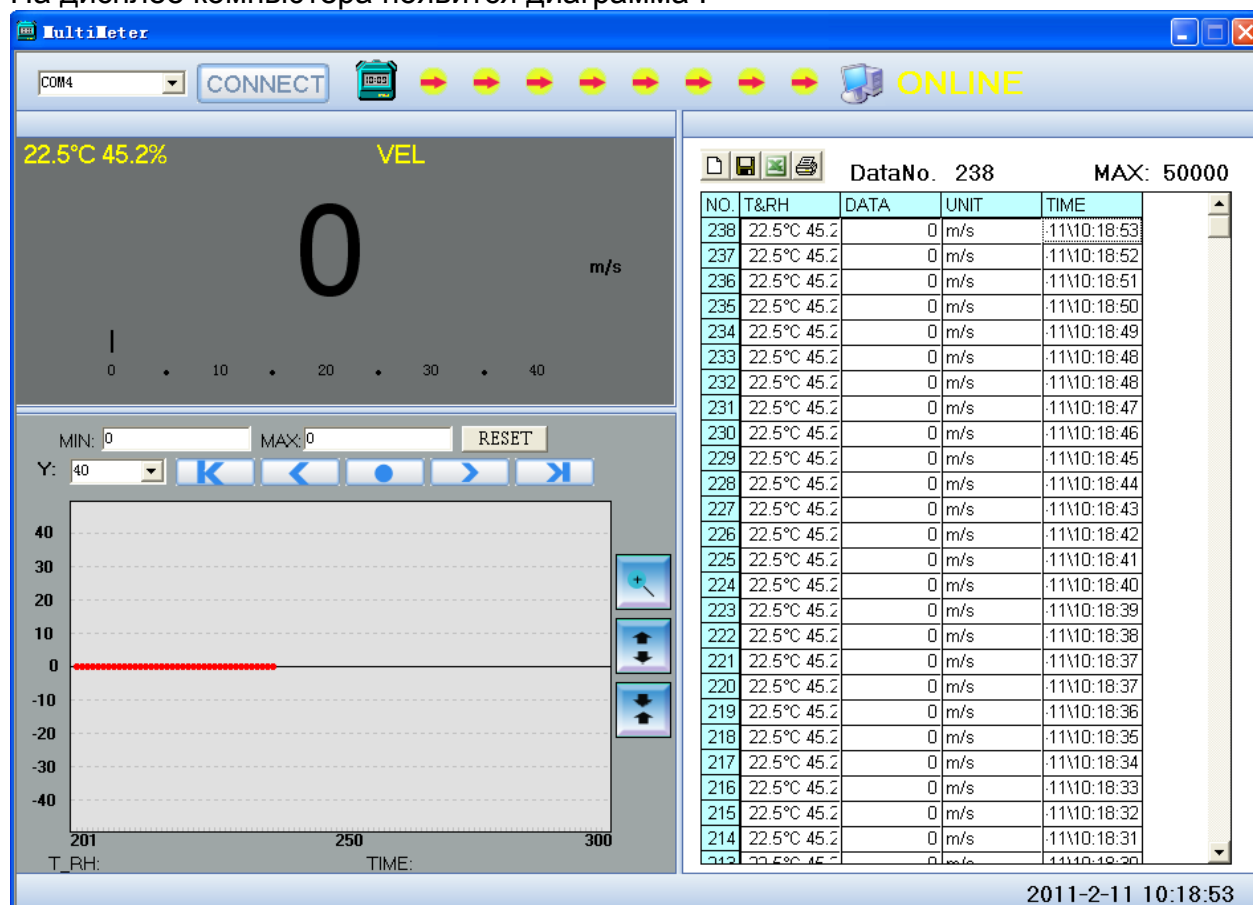 На дисплее компьютера появится диаграмма .
MultiMeter
COM4 CONNECT ONLINE
22.5°C 45.2% VEL
0 m/s
0 10 20 30 40
MIN: 0 MAX: 0 RESET
Y: 40
40
30
20
10
0
-10
-20
-30
-40
201 250 300
T_RH: TIME:
DataNo. 238 MAX: 50000
NO. T&RH DATA UNIT TIME
238 22.5°C 45.2 0 m/s -11\10:18:53
237 22.5°C 45.2 0 m/s -11\10:18:52
236 22.5°C 45.2 0 m/s -11\10:18:51
235 22.5°C 45.2 0 m/s -11\10:18:50
234 22.5°C 45.2 0 m/s -11\10:18:49
233 22.5°C 45.2 0 m/s -11\10:18:48
232 22.5°C 45.2 0 m/s -11\10:18:48
231 22.5°C 45.2 0 m/s -11\10:18:47
230 22.5°C 45.2 0 m/s -11\10:18:46
229 22.5°C 45.2 0 m/s -11\10:18:45
228 22.5°C 45.2 0 m/s -11\10:18:44
227 22.5°C 45.2 0 m/s -11\10:18:43
226 22.5°C 45.2 0 m/s -11\10:18:42
225 22.5°C 45.2 0 m/s -11\10:18:41
224 22.5°C 45.2 0 m/s -11\10:18:40
223 22.5°C 45.2 0 m/s -11\10:18:39
222 22.5°C 45.2 0 m/s -11\10:18:38
221 22.5°C 45.2 0 m/s -11\10:18:37
220 22.5°C 45.2 0 m/s -11\10:18:37
219 22.5°C 45.2 0 m/s -11\10:18:36
218 22.5°C 45.2 0 m/s -11\10:18:35
217 22.5°C 45.2 0 m/s -11\10:18:34
216 22.5°C 45.2 0 m/s -11\10:18:33
215 22.5°C 45.2 0 m/s -11\10:18:32
214 22.5°C 45.2 0 m/s -11\10:18:31
2011-2-11 10:18:53